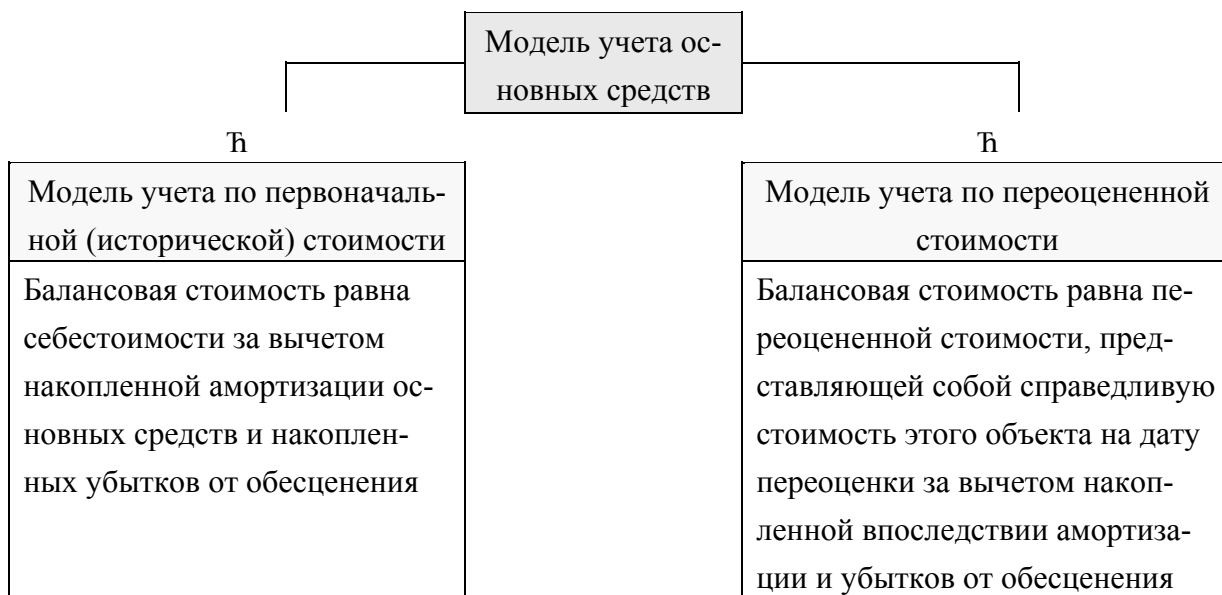 Модель учета ос-
новных средств
Ћ
Ћ
Модель учета по первоначаль-
ной (исторической) стоимости
Балансовая стоимость равна
себестоимости за вычетом
накопленной амортизации ос-
новных средств и накоплен-
ных убытков от обесценения
Модель учета по переоцененной
стоимости
Балансовая стоимость равна пе-
реоцененной стоимости, пред-
ставляющей собой справедливую
стоимость этого объекта на дату
переоценки за вычетом накоп-
ленной впоследствии амортиза-
ции и убытков от обесценения